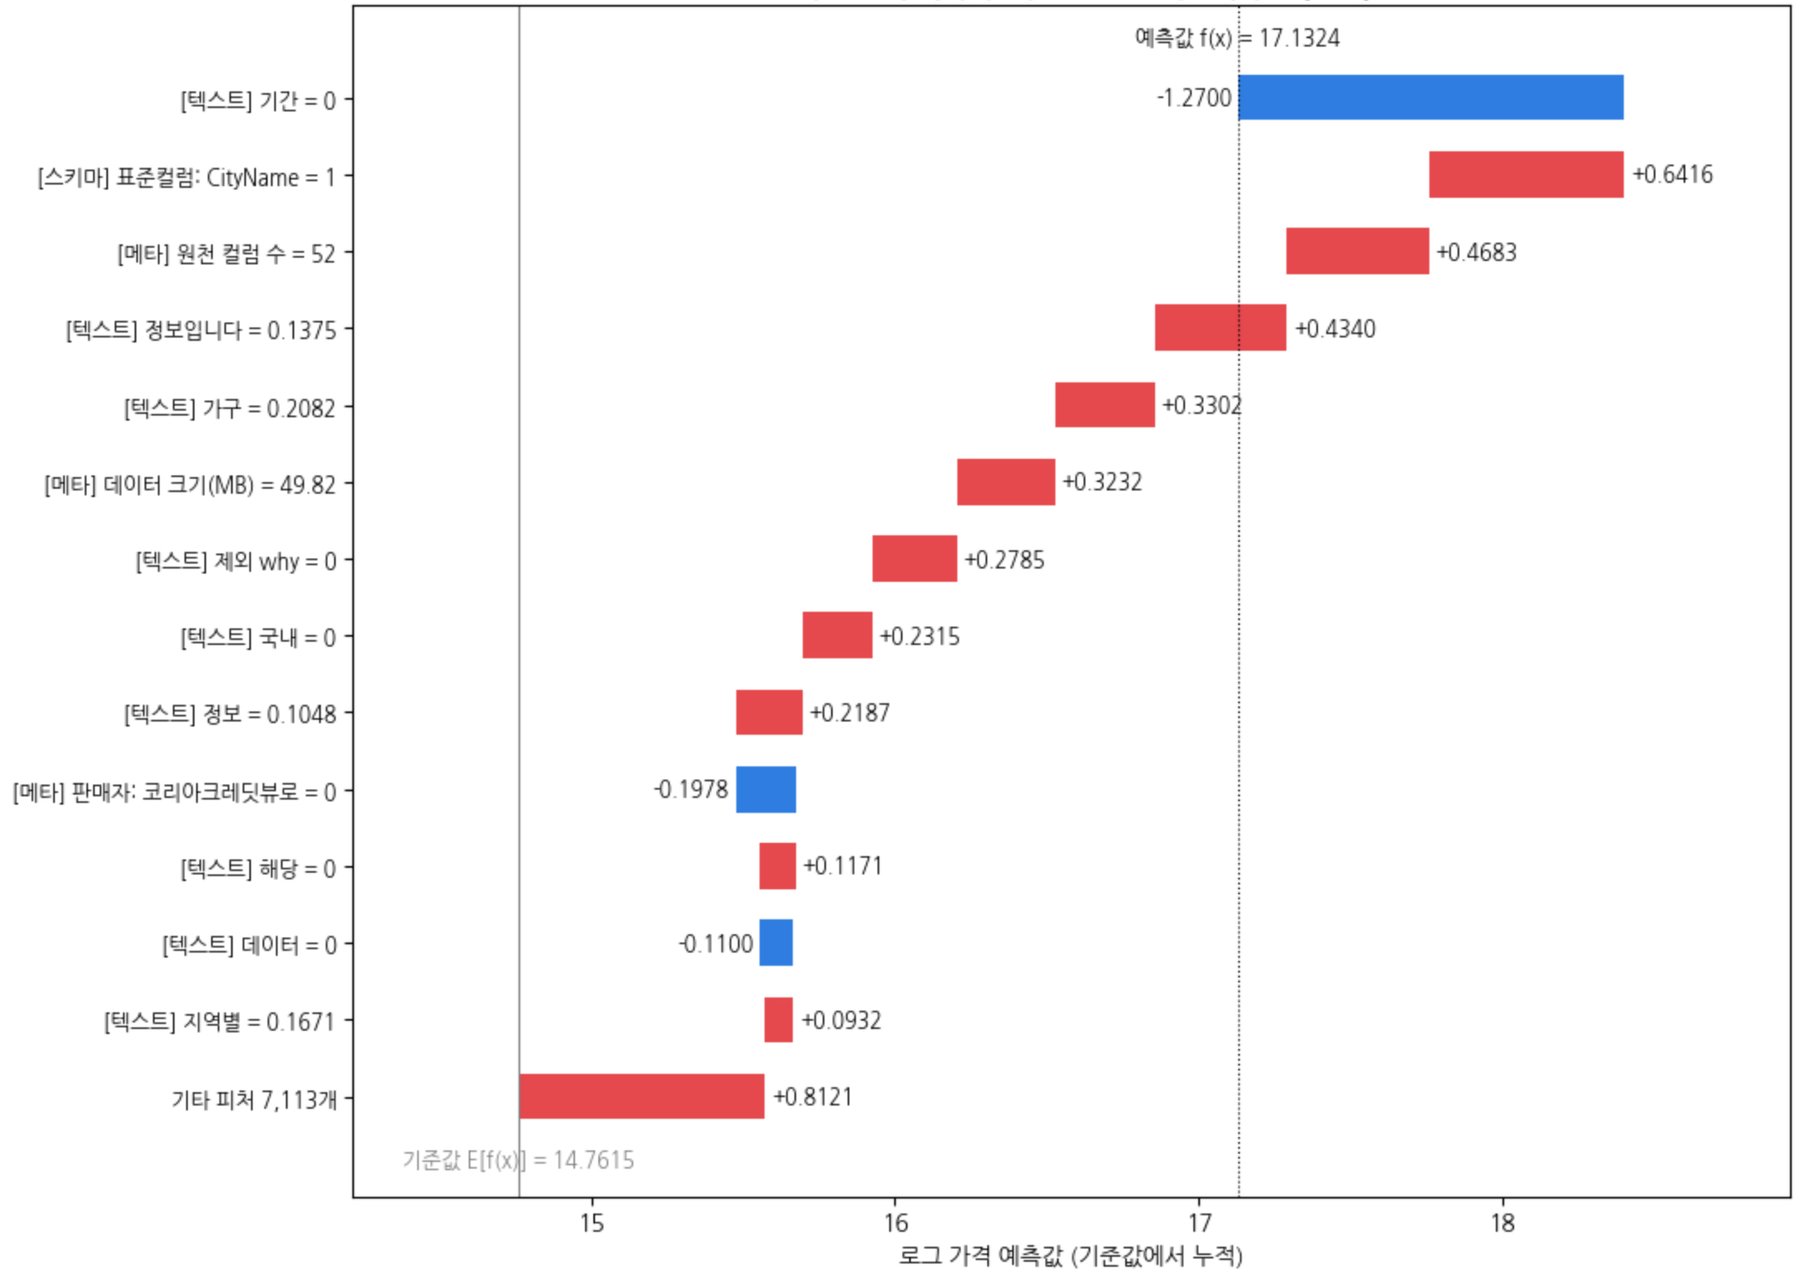 예측값 f(x) = 17.1324
[텍스트] 기간 = 0
-1.2700
[스키마] 표준컬럼: CityName = 1
+0.6416
[메타] 원천 컬럼 수 = 52
+0.4683
[텍스트] 정보입니다 = 0.1375
+0.4340
[텍스트] 가구 = 0.2082
+0.3302
[메타] 데이터 크기(MB) = 49.82
+0.3232
[텍스트] 제외 why = 0
+0.2785
[텍스트] 국내 = 0
+0.2315
[텍스트] 정보 = 0.1048
+0.2187
[메타] 판매자: 코리아크레딧뷰로 = 0
-0.1978
[텍스트] 해당 = 0
+0.1171
[텍스트] 데이터 = 0
-0.1100
[텍스트] 지역별 = 0.1671
+0.0932
기타 피처 7,113개
+0.8121
기준값 E[f(x)] = 14.7615
15 16 17 18
로그 가격 예측값 (기준값에서 누적)